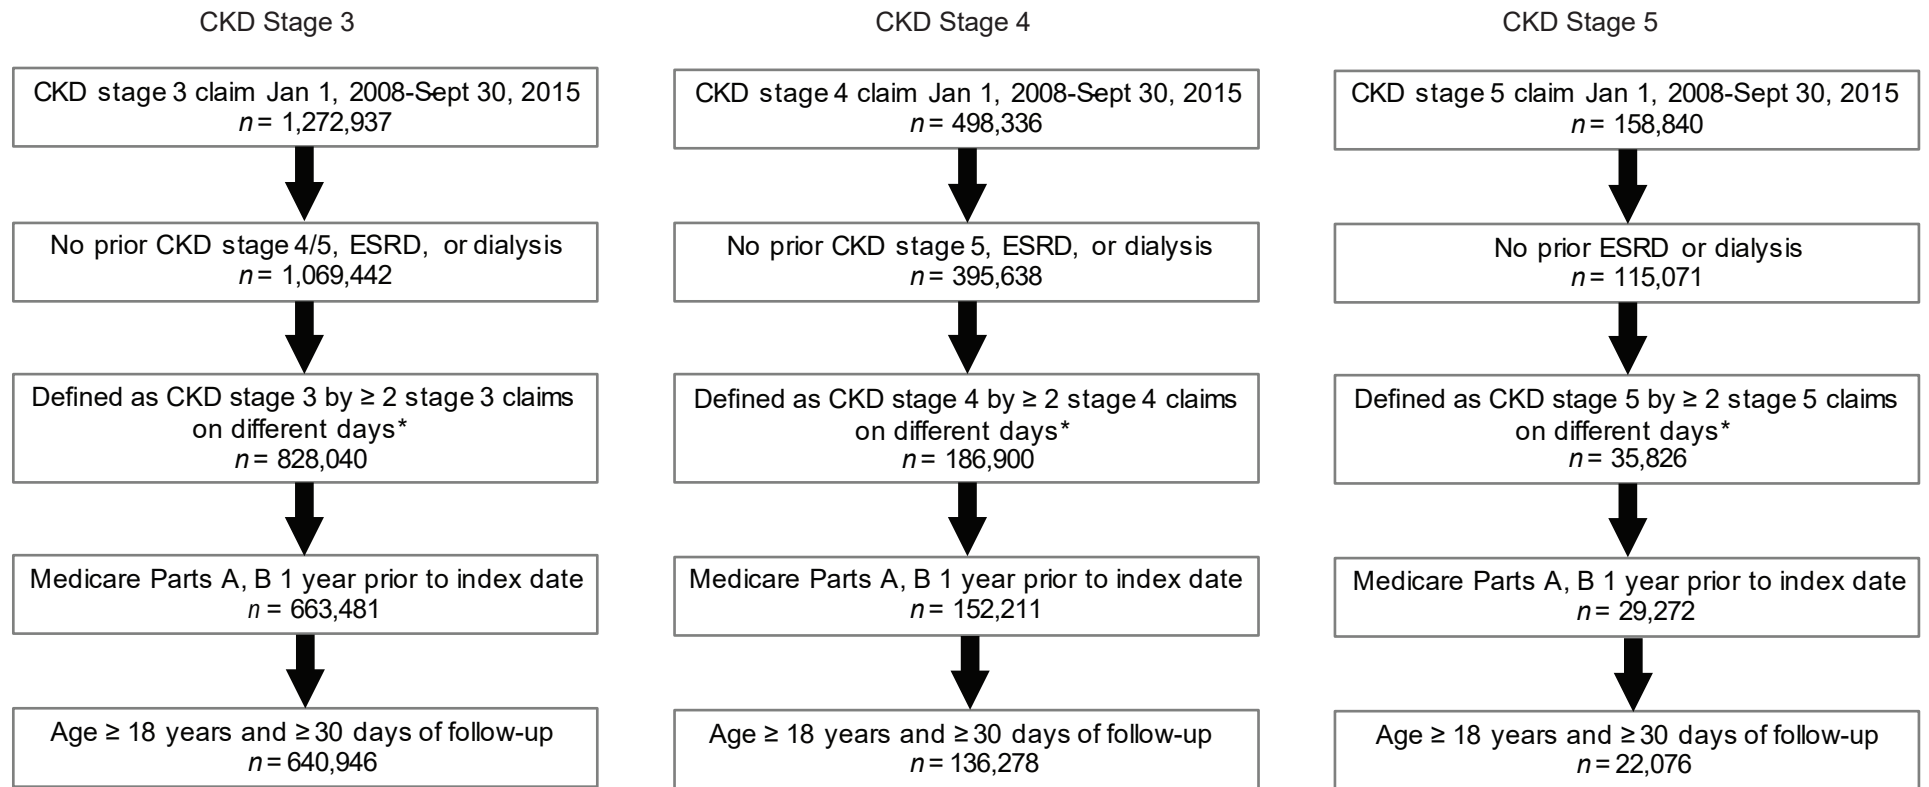 CKD Stage 3
CKD stage 3 claim Jan 1, 2008-Sept 30, 2015
n = 1,272,937
No prior CKD stage 4/5, ESRD, or dialysis
n = 1,069,442
Defined as CKD stage 3 by ≥ 2 stage 3 claims
on different days*
n = 828,040
Medicare Parts A, B 1 year prior to index date
n = 663,481
Age ≥ 18 years and ≥ 30 days of follow-up
n = 640,946
CKD Stage 4
CKD stage 4 claim Jan 1, 2008-Sept 30, 2015
n = 498,336
No prior CKD stage 5, ESRD, or dialysis
n = 395,638
Defined as CKD stage 4 by ≥ 2 stage 4 claims
on different days*
n = 186,900
Medicare Parts A, B 1 year prior to index date
n = 152,211
Age ≥ 18 years and ≥ 30 days of follow-up
n = 136,278
CKD Stage 5
CKD stage 5 claim Jan 1, 2008-Sept 30, 2015
n = 158,840
No prior ESRD or dialysis
n = 115,071
Defined as CKD stage 5 by ≥ 2 stage 5 claims
on different days*
n = 35,826
Medicare Parts A, B 1 year prior to index date
n = 29,272
Age ≥ 18 years and ≥ 30 days of follow-up
n = 22,076